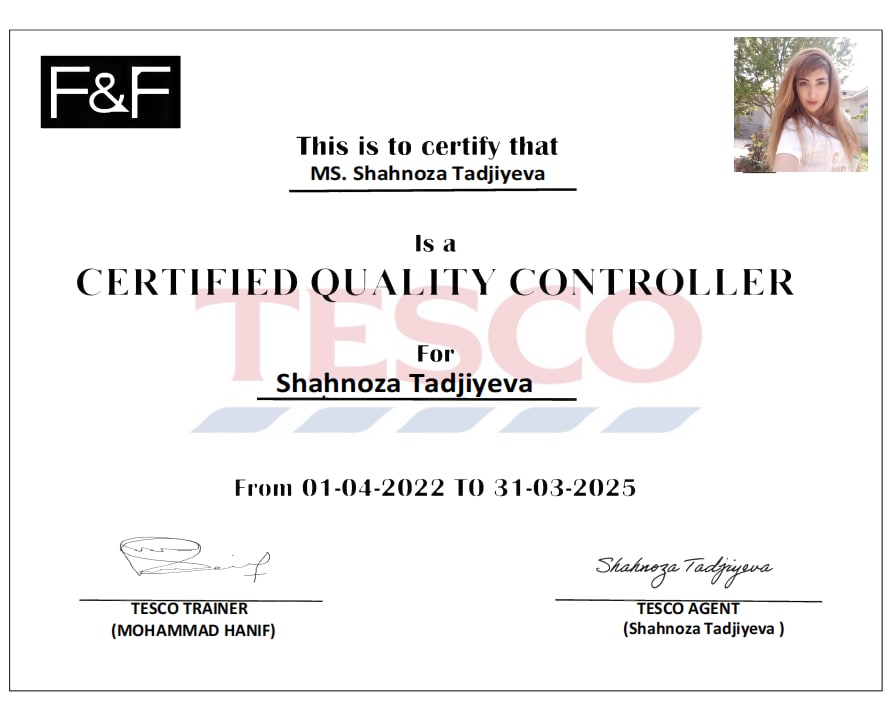 F&F
This is to certify that
MS. Shahnoza Tadjiyeva
Is a
CERTIFIED QUALITY CONTROLLER
TESCO
For
Shahnoza Tadjiyeva
From 01-04-2022 TO 31-03-2025
Shahnoza Tadjiyeva
TESCO TRAINER
(MOHAMMAD HANIF)
TESCO AGENT
(Shahnoza Tadjiyeva )